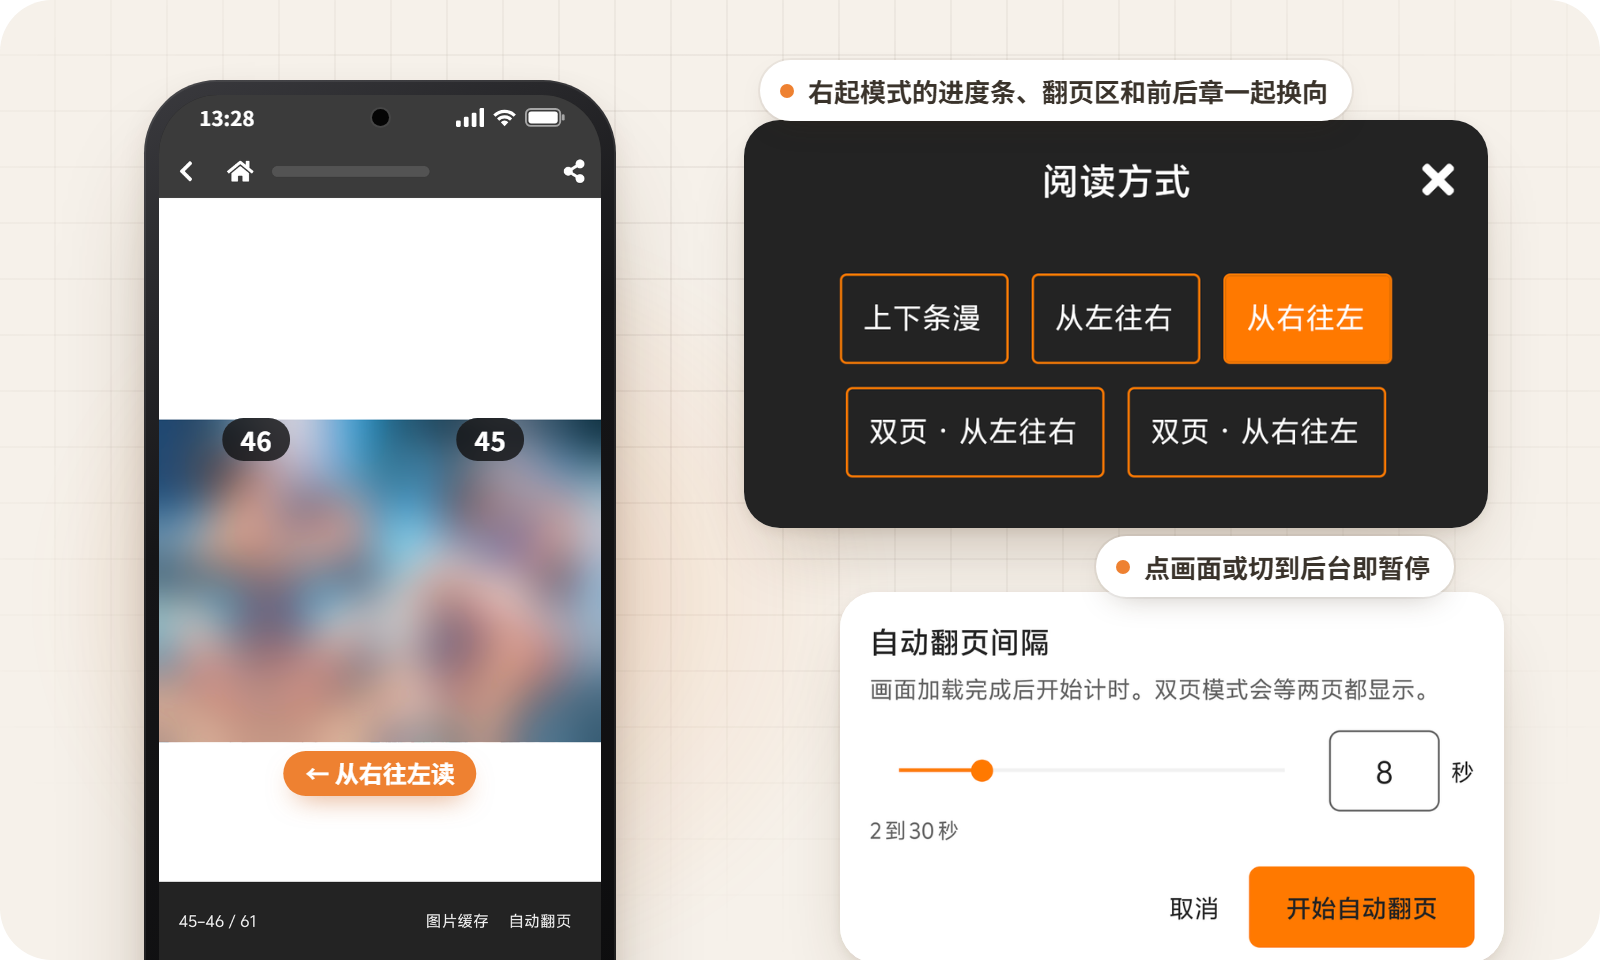 13:28
46
45
← 从右往左读
45–46 / 61
图片缓存
自动翻页
右起模式的进度条、翻页区和前后章一起换向
阅读方式
上下条漫
从左往右
从右往左
双页 · 从左往右
双页 · 从右往左
点画面或切到后台即暂停
自动翻页间隔
画面加载完成后开始计时。双页模式会等两页都显示。
8
秒
2 到 30 秒
取消
开始自动翻页